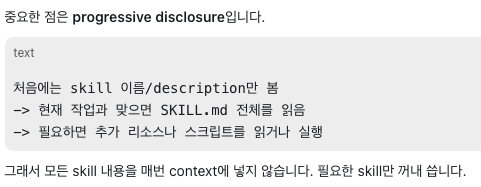 중요한 점은 progressive disclosure입니다.
text
처음에는 skill 이름/description만 봄
-> 현재 작업과 맞으면 SKILL.md 전체를 읽음
-> 필요하면 추가 리소스나 스크립트를 읽거나 실행
그래서 모든 skill 내용을 매번 context에 넣지 않습니다. 필요한 skill만 꺼내 씁니다.